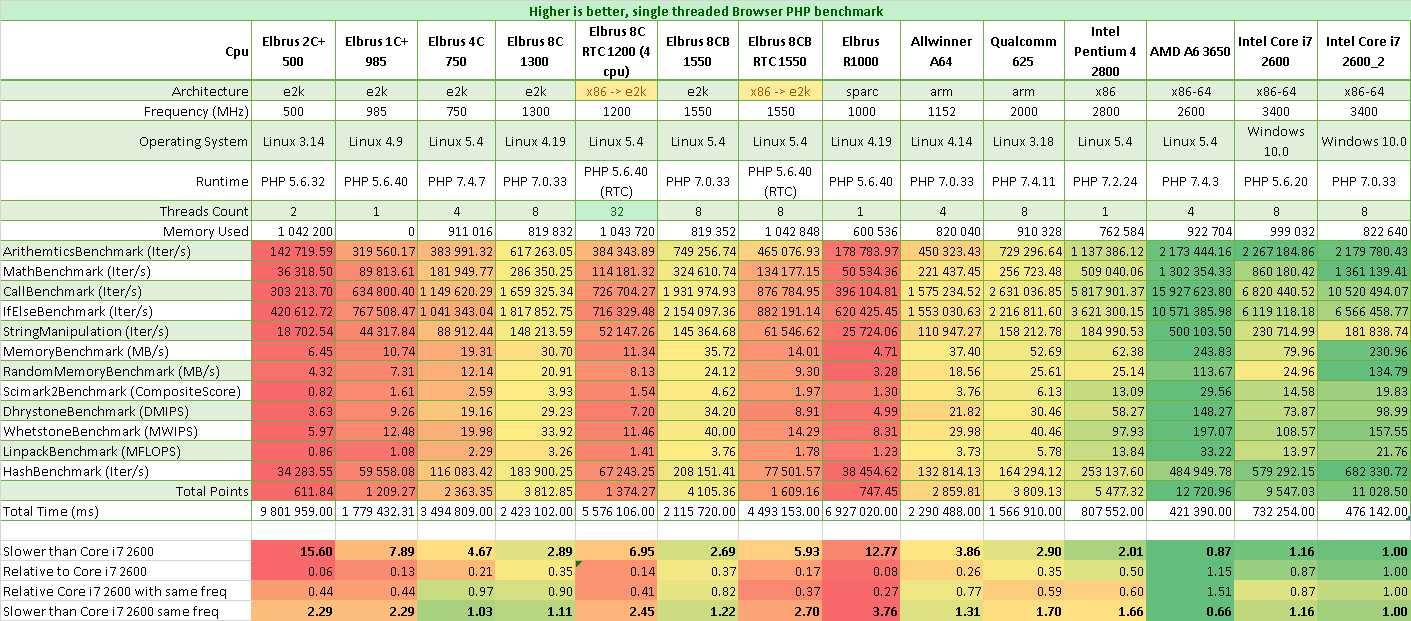 Higher is better, single threaded Browser PHP benchmark
Cpu Elbrus 2C+ 500 Elbrus 1C+ 985 Elbrus 4C 750 Elbrus 8C 1300 Elbrus 8C RTC 1200 (4 cpu) Elbrus 8CB 1550 Elbrus 8CB RTC 1550 Elbrus R1000 Allwinner A64 Qualcomm 625 Intel Pentium 4 2800 AMD A6 3650 Intel Core i7 2600 Intel Core i7 2600_2
Architecture e2k e2k e2k e2k x86 -> e2k e2k x86 -> e2k sparc arm arm x86 x86-64 x86-64 x86-64
Frequency (MHz) 500 985 750 1300 1200 1550 1550 1000 1152 2000 2800 2600 3400 3400
Operating System Linux 3.14 Linux 4.9 Linux 5.4 Linux 4.19 Linux 5.4 Linux 5.4 Linux 5.4 Linux 4.19 Linux 4.14 Linux 3.18 Linux 5.4 Linux 5.4 Windows 10.0 Windows 10.0
Runtime PHP 5.6.32 PHP 5.6.40 PHP 7.4.7 PHP 7.0.33 PHP 5.6.40 (RTC) PHP 7.0.33 PHP 5.6.40 (RTC) PHP 5.6.40 PHP 7.0.33 PHP 7.4.11 PHP 7.2.24 PHP 7.4.3 PHP 5.6.20 PHP 7.0.33
Threads Count 2 1 4 8 32 8 8 1 4 8 1 4 8 8
Memory Used 1 042 200 0 911 016 819 832 1 043 720 819 352 1 042 848 600 536 820 040 910 328 762 584 922 704 999 032 822 640
ArithemticsBenchmark (Iter/s) 142 719.59 319 560.17 383 991.32 617 263.05 384 343.89 749 256.74 465 076.93 178 783.97 450 323.43 729 296.64 1 137 386.12 2 173 444.16 2 267 184.86 2 179 780.43
MathBenchmark (Iter/s) 36 318.50 89 813.61 181 949.77 286 350.25 114 181.32 324 610.74 134 177.15 50 534.36 221 437.45 256 723.48 509 040.06 1 302 354.33 860 180.42 1 361 139.41
CallBenchmark (Iter/s) 303 213.70 634 800.40 1 149 620.29 1 659 325.34 726 704.27 1 931 974.93 876 784.95 396 104.81 1 575 234.52 2 631 036.85 5 817 901.37 15 927 623.80 6 820 440.52 10 520 494.07
IfElseBenchmark (Iter/s) 420 612.72 767 508.47 1 041 343.04 1 817 852.75 716 329.48 2 154 097.36 882 191.14 620 425.45 1 553 030.63 2 216 811.60 3 621 300.15 10 571 385.98 6 119 118.18 6 566 458.77
StringManipulation (Iter/s) 18 702.54 44 317.84 88 912.44 148 213.59 52 147.26 145 364.68 61 546.62 25 724.06 110 947.27 158 212.78 184 990.53 500 103.50 230 714.99 181 838.74
MemoryBenchmark (MB/s) 6.45 10.74 19.31 30.70 11.34 35.72 14.01 4.71 37.40 52.69 62.38 243.83 79.96 230.96
RandomMemoryBenchmark (MB/s) 4.32 7.31 12.14 20.91 8.13 24.12 9.30 3.28 18.56 25.61 25.14 113.67 24.96 134.79
Scimark2Benchmark (CompositeScore) 0.82 1.61 2.59 3.93 1.54 4.62 1.97 1.30 3.76 6.13 13.09 29.56 14.58 19.83
DhrystoneBenchmark (DMIPS) 3.63 9.26 19.16 29.23 7.20 34.20 8.91 4.99 21.82 30.46 58.27 148.27 73.87 98.99
WhetstoneBenchmark (MWIPS) 5.97 12.48 19.98 33.92 11.46 40.00 14.29 8.31 29.98 40.46 97.93 197.07 108.57 157.55
LinpackBenchmark (MFLOPS) 0.86 1.08 2.29 3.26 1.41 3.76 1.78 1.23 3.73 5.78 13.84 33.22 13.97 21.76
HashBenchmark (Iter/s) 34 283.55 59 558.08 116 083.42 183 900.25 67 243.25 208 151.41 77 501.57 38 454.62 132 814.13 164 294.12 253 137.60 484 949.78 579 292.15 682 330.72
Total Points 611.84 1 209.27 2 363.35 3 812.85 1 374.27 4 105.36 1 609.16 747.45 2 859.81 3 809.13 5 477.32 12 720.96 9 547.03 11 028.50
Total Time (ms) 9 801 959.00 1 779 432.31 3 494 809.00 2 423 102.00 5 576 106.00 2 115 720.00 4 493 153.00 6 927 020.00 2 290 488.00 1 566 910.00 807 552.00 421 390.00 732 254.00 476 142.00
Slower than Core i7 2600 15.60 7.89 4.67 2.89 6.95 2.69 5.93 12.77 3.86 2.90 2.01 0.87 1.16 1.00
Relative to Core i7 2600 0.06 0.13 0.21 0.35 0.14 0.37 0.17 0.08 0.26 0.35 0.50 1.15 0.87 1.00
Relative Core i7 2600 with same freq 0.44 0.44 0.97 0.90 0.41 0.82 0.37 0.27 0.77 0.59 0.60 1.51 0.87 1.00
Slower than Core i7 2600 same freq 2.29 2.29 1.03 1.11 2.45 1.22 2.70 3.76 1.31 1.70 1.66 0.66 1.16 1.00